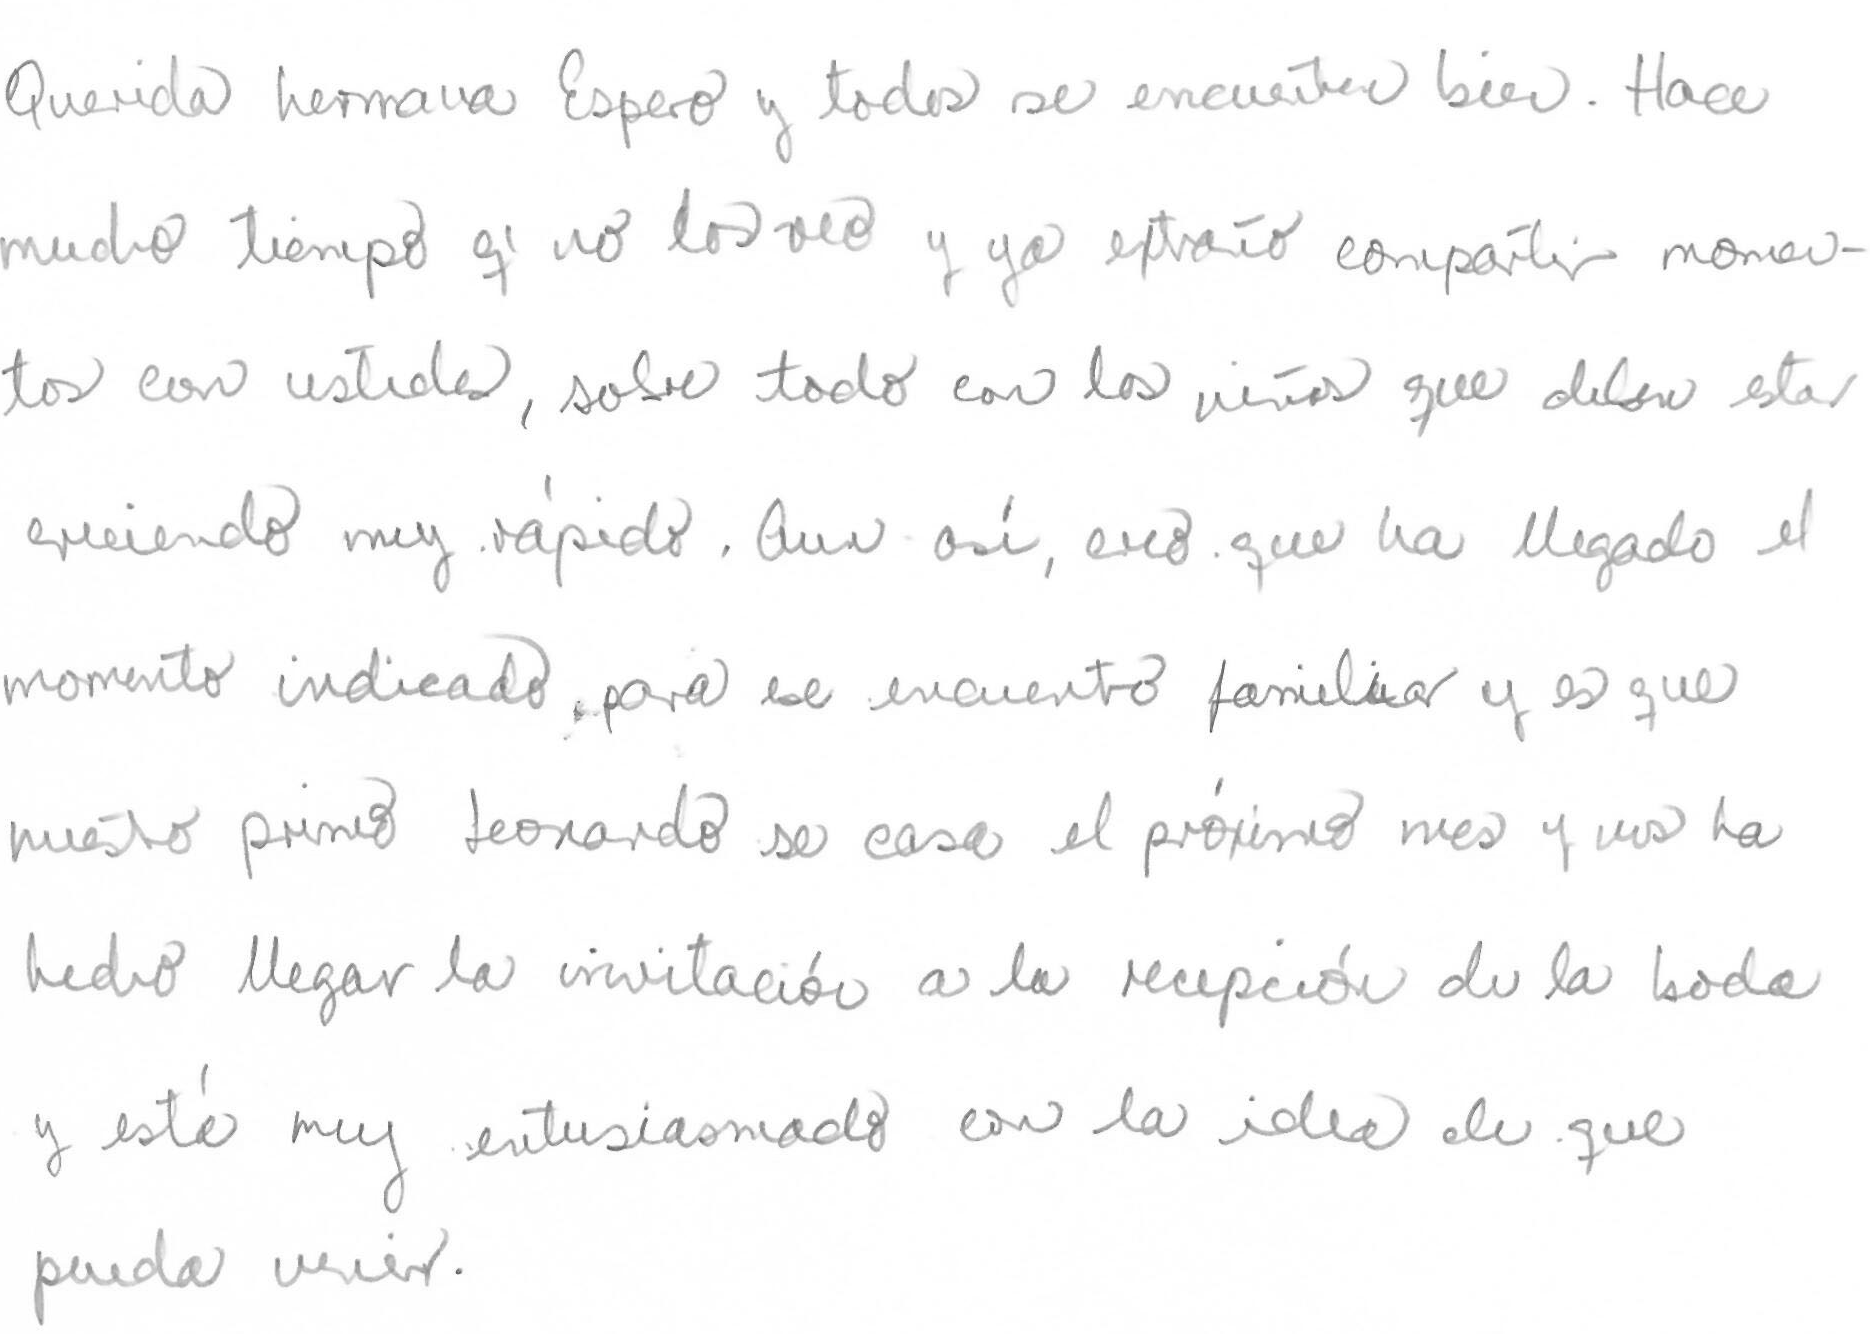 Querida hermana Espero y todos se encuentren bien. Hace
mucho tiempo q' no los veo y ya extraño compartir momen-
tos con ustedes, sobre todo con los niños que deben estar
creciendo muy rápido. Aun así, creo que ha llegado el
momento indicado, para ese encuentro familiar y es que
nuestro primo Leonardo se casa el próximo mes y nos ha
hecho llegar la invitación a la recepción de la boda
y está muy entusiasmado con la idea de que
pueda venir.